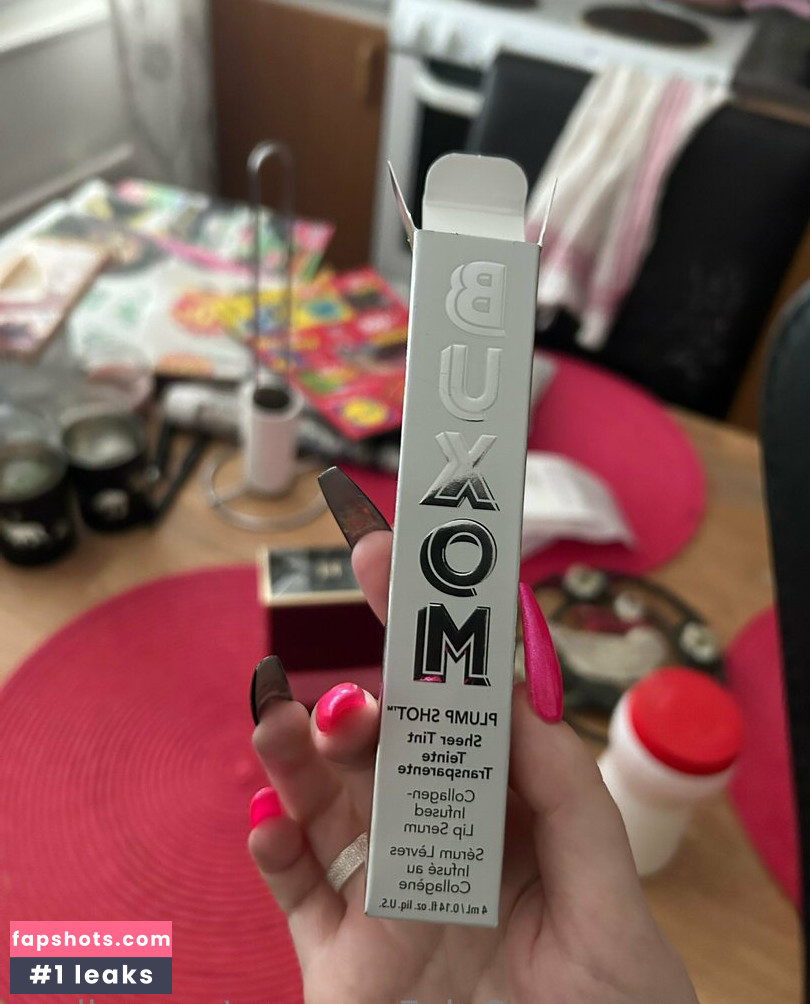 BUXOM
PLUMP SHOT™
Sheer Tint
Teinte
Transparente
Collagen-
Infused
Lip Serum
Sérum Lèvres
Infusé au
Collagène
4 mL/0.14 fl. oz. liq. U.S.
fapshots.com
#1 leaks